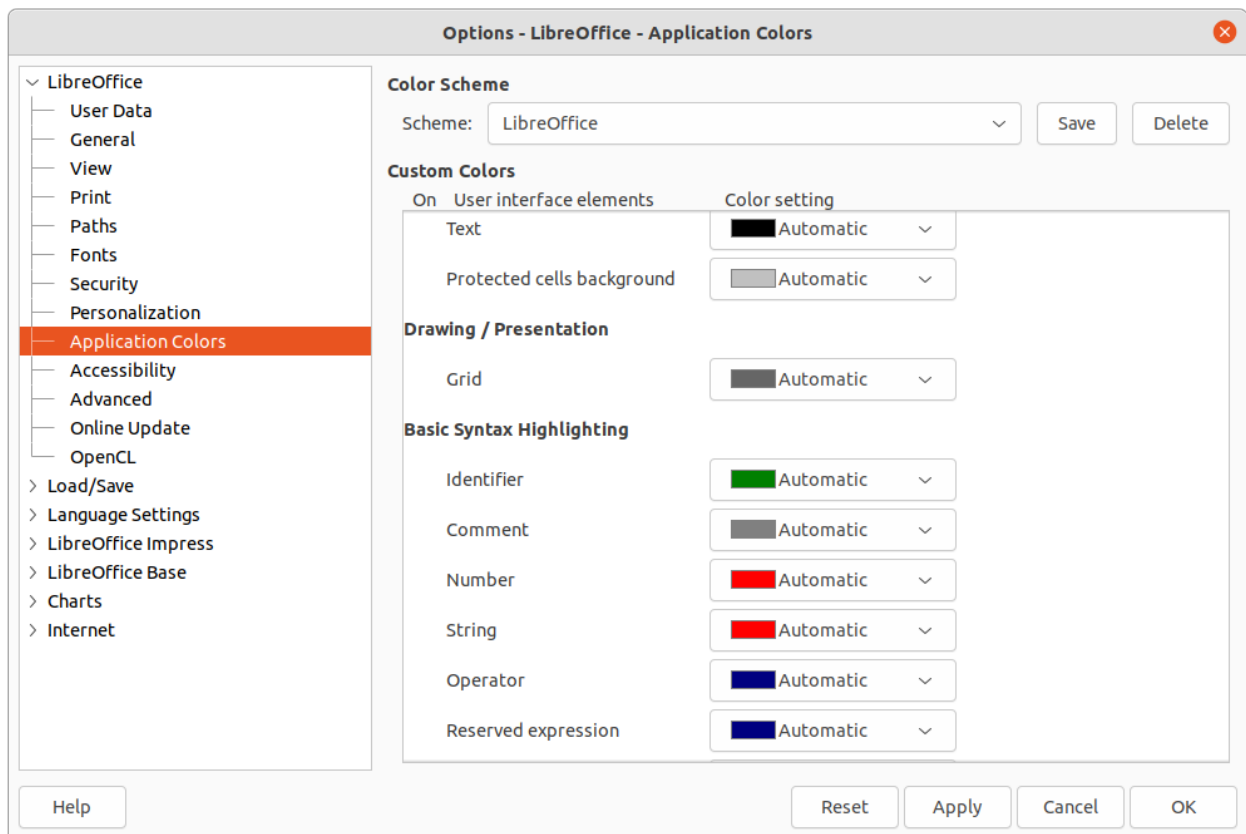 Options - LibreOffice - Application Colors
LibreOffice
User Data
General
View
Print
Paths
Fonts
Security
Personalization
Application Colors
Accessibility
Advanced
Online Update
OpenCL
Load/Save
Language Settings
LibreOffice Impress
LibreOffice Base
Charts
Internet
Color Scheme
Scheme: LibreOffice Save Delete
Custom Colors
On User interface elements Color setting
Text Automatic
Protected cells background Automatic
Drawing / Presentation
Grid Automatic
Basic Syntax Highlighting
Identifier Automatic
Comment Automatic
Number Automatic
String Automatic
Operator Automatic
Reserved expression Automatic
Help Reset Apply Cancel OK